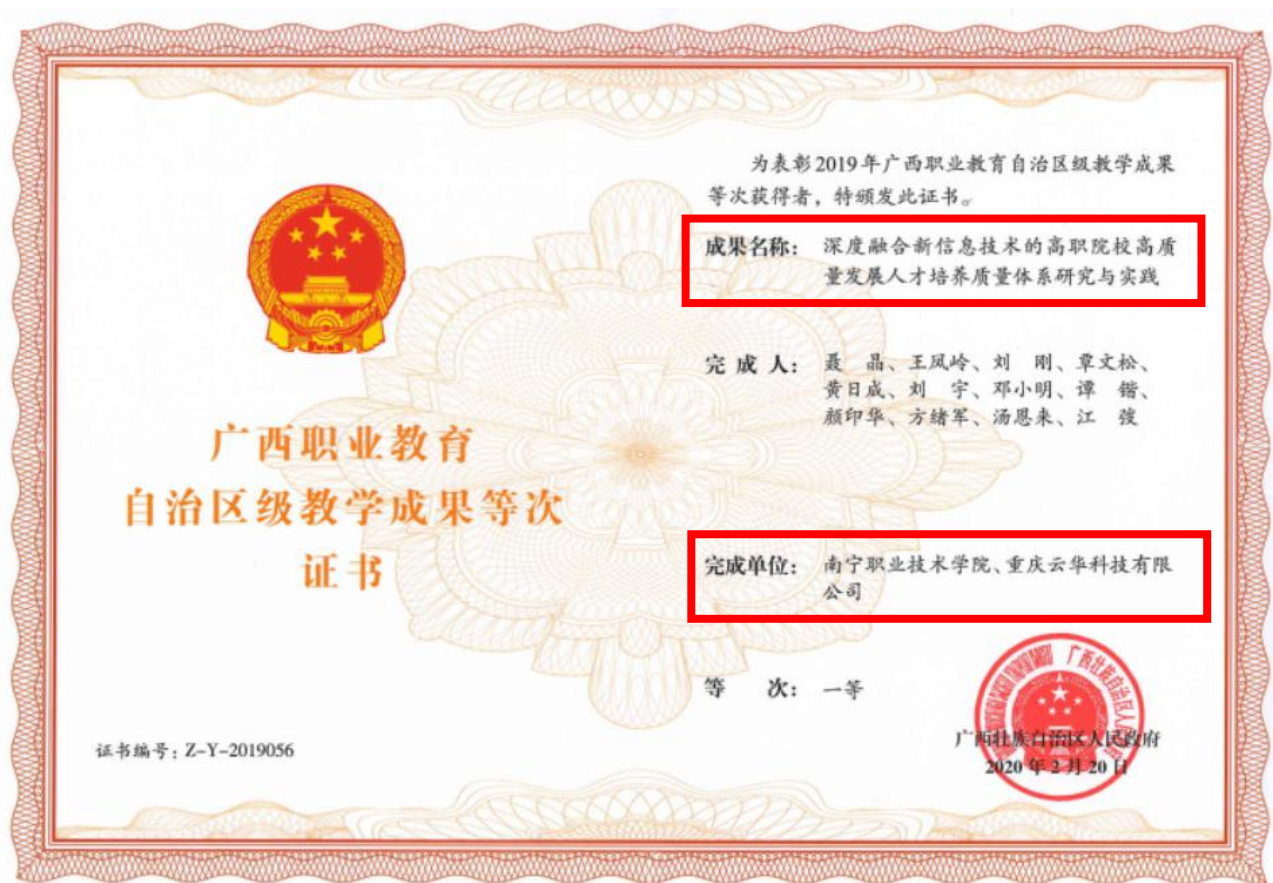 为表彰2019年广西职业教育自治区级教学成果
等次获得者，特颁发此证书。
成果名称： 深度融合新信息技术的高职院校高质
量发展人才培养质量体系研究与实践
完 成 人： 聂 晶、王凤岭、刘 刚、覃文松、
黄日成、刘 宇、邓小明、谭 锴、
颜印华、方绪军、汤恩来、江 弢
广西职业教育
自治区级教学成果等次
证书
完成单位： 南宁职业技术学院、重庆云华科技有限
公司
等 次： 一等
证书编号：Z-Y-2019056
广西壮族自治区人民政府
2020年2月20日